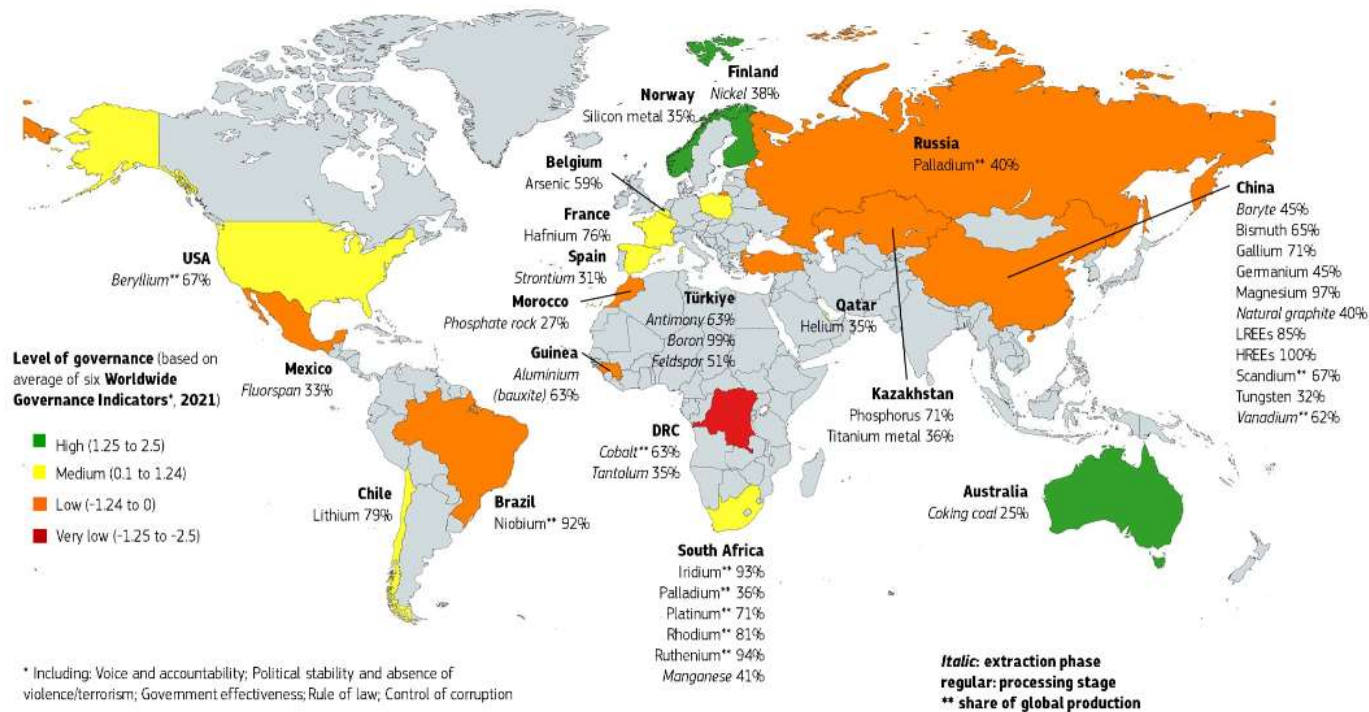 Finland
Nickel 38%
Norway
Silicon metal 35%
Belgium
Arsenic 59%
France
Hafnium 76%
Spain
Strontium 31%
Morocco
Phosphate rock 27%
Guinea
Aluminium
(bauxite) 63%
Türkiye
Antimony 63%
Boron 99%
Feldspar 51%
Qatar
Helium 35%
Russia
Palladium** 40%
China
Baryte 45%
Bismuth 65%
Gallium 71%
Germanium 45%
Magnesium 97%
Natural graphite 40%
LREEs 85%
HREEs 100%
Scandium** 67%
Tungsten 32%
Vanadium** 62%
USA
Beryllium** 67%
Mexico
Fluorspan 33%
Level of governance (based on
average of six Worldwide
Governance Indicators*, 2021)
High (1.25 to 2.5)
Medium (0.1 to 1.24)
Low (-1.24 to 0)
Very low (-1.25 to -2.5)
Chile
Lithium 79%
Brazil
Niobium** 92%
DRC
Cobalt** 63%
Tantalum 35%
Kazakhstan
Phosphorus 71%
Titanium metal 36%
Australia
Coking coal 25%
South Africa
Iridium** 93%
Palladium** 36%
Platinum** 71%
Rhodium** 81%
Ruthenium** 94%
Manganese 41%
* Including: Voice and accountability; Political stability and absence of
violence/terrorism; Government effectiveness; Rule of law; Control of corruption
Italic: extraction phase
regular: processing stage
** share of global production